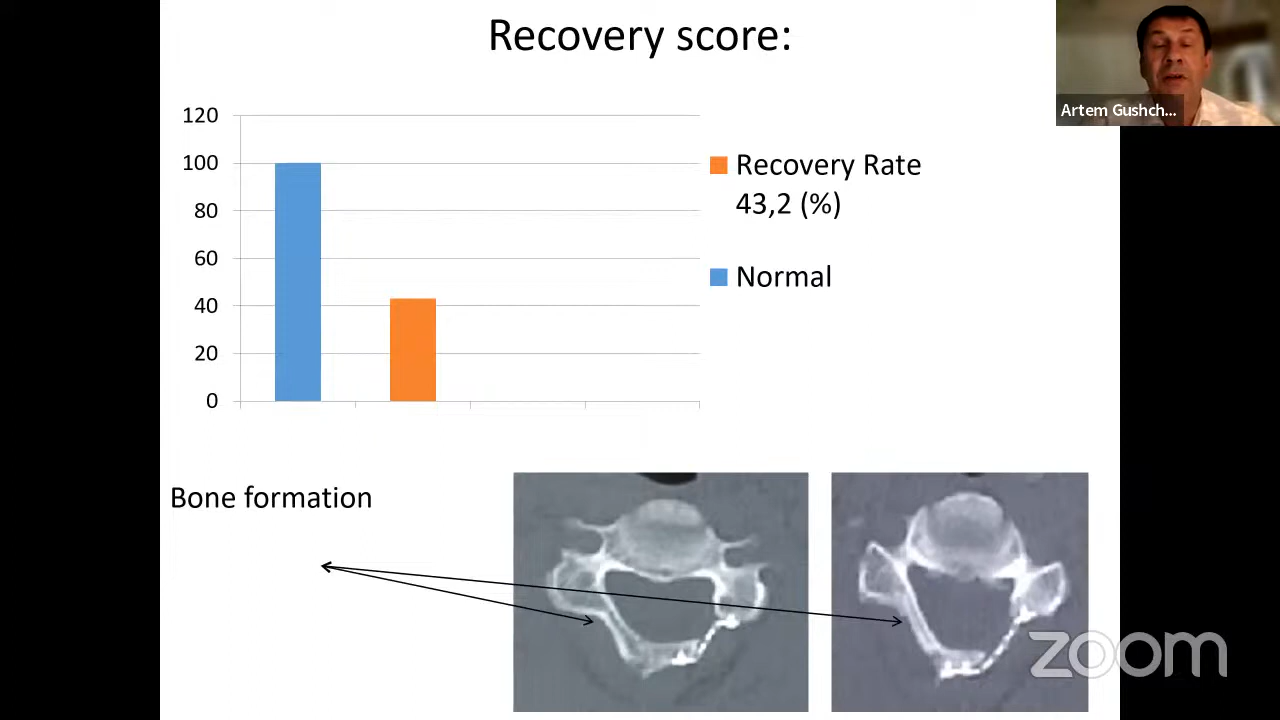 Recovery score:
Artem Gushch...
120
100
80
60
40
20
0
Recovery Rate
43,2 (%)
Normal
Bone formation
zoom